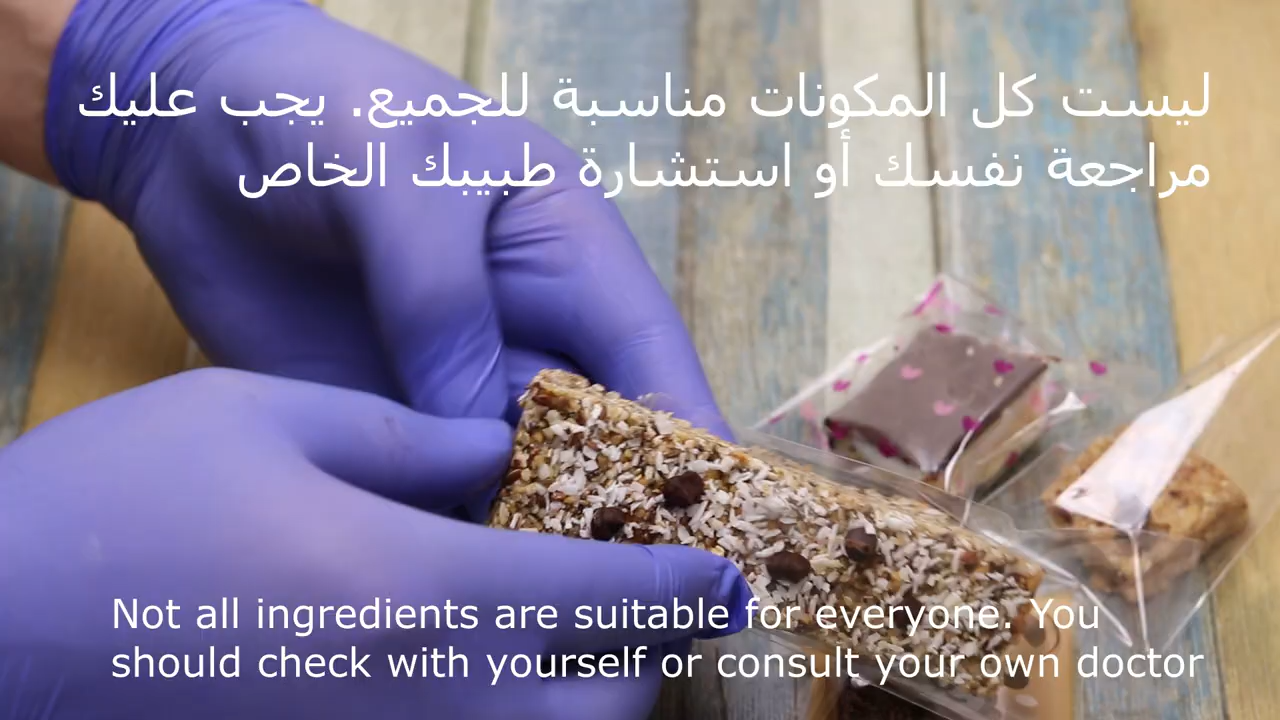 ليست كل المكونات مناسبة للجميع. يجب عليك
مراجعة نفسك أو استشارة طبيبك الخاص
Not all ingredients are suitable for everyone. You
should check with yourself or consult your own doctor